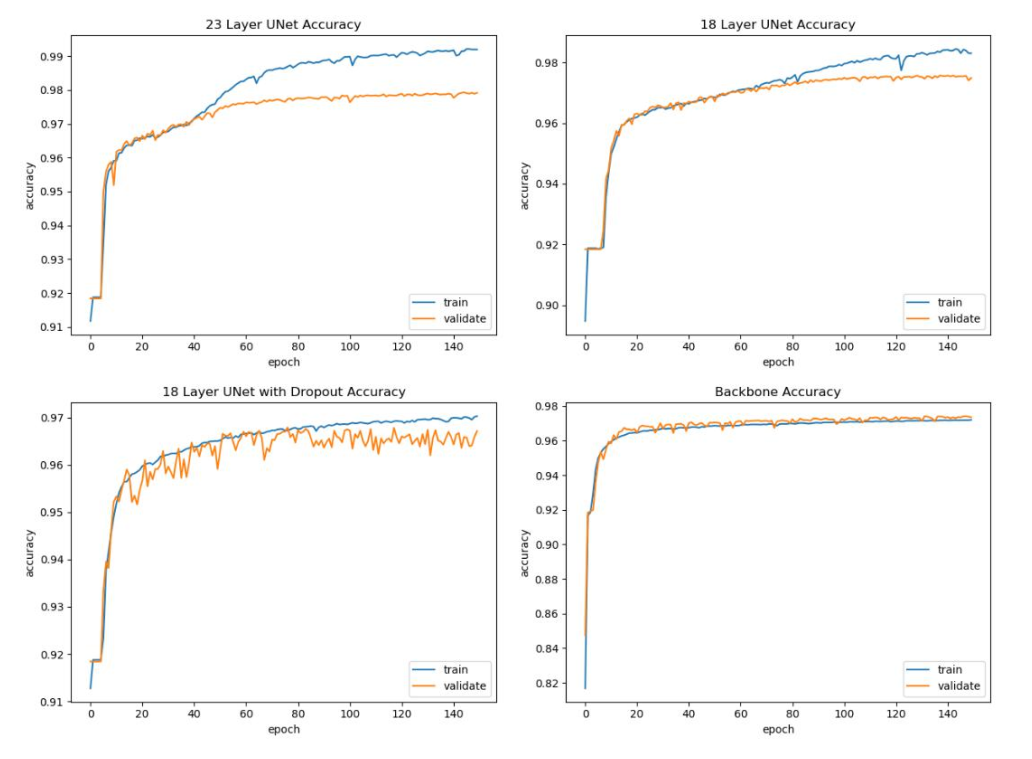 23 Layer UNet Accuracy
0.99
0.98
0.97
0.96
0.95
0.94
0.93
0.92
0.91
accuracy
0 20 40 60 80 100 120 140
epoch
train
validate
18 Layer UNet Accuracy
0.98
0.96
0.94
0.92
0.90
accuracy
0 20 40 60 80 100 120 140
epoch
train
validate
18 Layer UNet with Dropout Accuracy
0.97
0.96
0.95
0.94
0.93
0.92
0.91
accuracy
0 20 40 60 80 100 120 140
epoch
train
validate
Backbone Accuracy
0.98
0.96
0.94
0.92
0.90
0.88
0.86
0.84
0.82
accuracy
0 20 40 60 80 100 120 140
epoch
train
validate